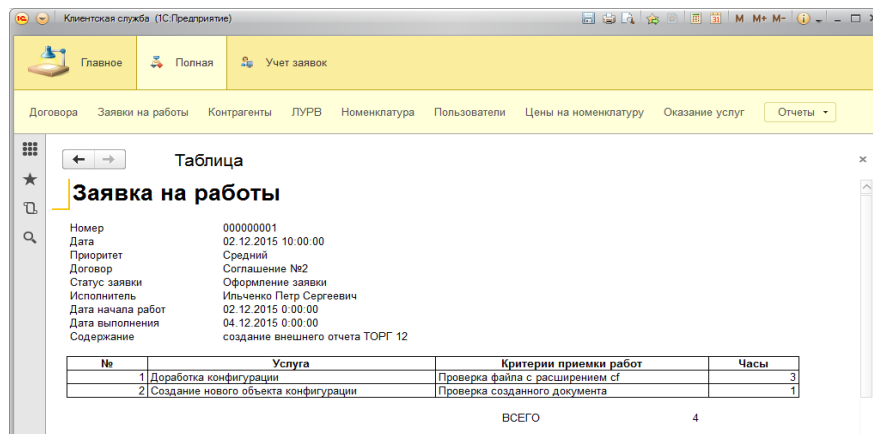 Клиентская служба (1С:Предприятие) M M+ M-
Главное Полная Учет заявок
Договора Заявки на работы Контрагенты ЛУРВ Номенклатура Пользователи Цены на номенклатуру Оказание услуг Отчеты
Таблица
Заявка на работы
Номер 000000001
Дата 02.12.2015 10:00:00
Приоритет Средний
Договор Соглашение №2
Статус заявки Оформление заявки
Исполнитель Ильченко Петр Сергеевич
Дата начала работ 02.12.2015 0:00:00
Дата выполнения 04.12.2015 0:00:00
Содержание создание внешнего отчета ТОРГ 12
№ Услуга Критерии приемки работ Часы
1 Доработка конфигурации Проверка файла с расширением cf 3
2 Создание нового объекта конфигурации Проверка созданного документа 1
ВСЕГО 4